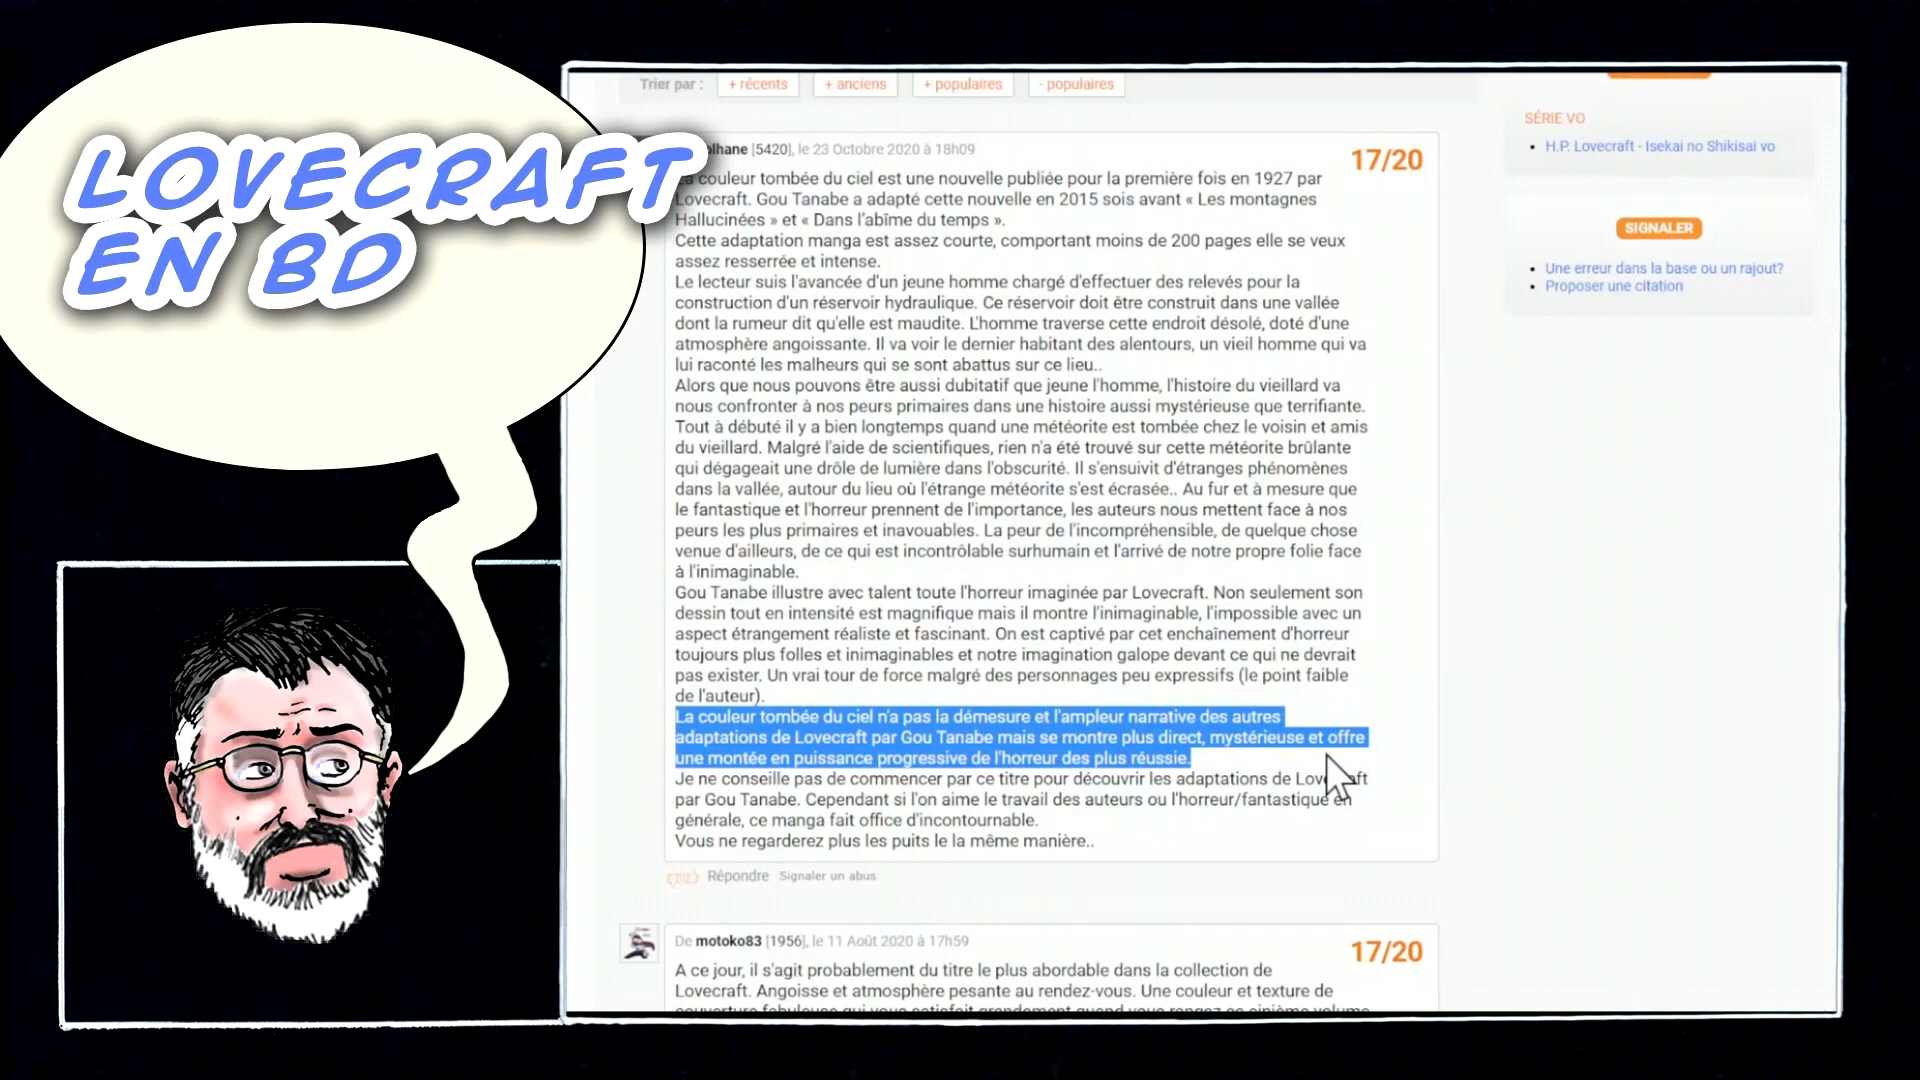 LOVECRAFT
EN BD
Trier par :
+ récents
+ anciens
+ populaires
- populaires
[5420], le 23 Octobre 2020 à 18h09
17/20
couleur tombée du ciel est une nouvelle publiée pour la première fois en 1927 par
Lovecraft. Gou Tanabe a adapté cette nouvelle en 2015 sois avant « Les montagnes
Hallucinées » et « Dans l'abîme du temps ».
Cette adaptation manga est assez courte, comportant moins de 200 pages elle se veux
assez resserrée et intense.
Le lecteur suis l'avancée d'un jeune homme chargé d'effectuer des relevés pour la
construction d'un réservoir hydraulique. Ce réservoir doit être construit dans une vallée
dont la rumeur dit qu'elle est maudite. L'homme traverse cette endroit désolé, doté d'une
atmosphère angoissante. Il va voir le dernier habitant des alentours, un vieil homme qui va
lui raconté les malheurs qui se sont abattus sur ce lieu..
Alors que nous pouvons être aussi dubitatif que jeune l'homme, l'histoire du vieillard va
nous confronter à nos peurs primaires dans une histoire aussi mystérieuse que terrifiante.
Tout à débuté il y a bien longtemps quand une météorite est tombée chez le voisin et amis
du vieillard. Malgré l'aide de scientifiques, rien n'a été trouvé sur cette météorite brûlante
qui dégageait une drôle de lumière dans l'obscurité. Il s'ensuivit d'étranges phénomènes
dans la vallée, autour du lieu où l'étrange météorite s'est écrasée.. Au fur et à mesure que
le fantastique et l'horreur prennent de l'importance, les auteurs nous mettent face à nos
peurs les plus primaires et inavouables. La peur de l'incompréhensible, de quelque chose
venue d'ailleurs, de ce qui est incontrôlable surhumain et l'arrivé de notre propre folie face
à l'inimaginable.
Gou Tanabe illustre avec talent toute l'horreur imaginée par Lovecraft. Non seulement son
dessin tout en intensité est magnifique mais il montre l'inimaginable, l'impossible avec un
aspect étrangement réaliste et fascinant. On est captivé par cet enchaînement d'horreur
toujours plus folles et inimaginables et notre imagination galope devant ce qui ne devrait
pas exister. Un vrai tour de force malgré des personnages peu expressifs (le point faible
de l'auteur).
La couleur tombée du ciel n'a pas la démesure et l'ampleur narrative des autres
adaptations de Lovecraft par Gou Tanabe mais se montre plus direct, mystérieuse et offre
une montée en puissance progressive de l'horreur des plus réussie.
Je ne conseille pas de commencer par ce titre pour découvrir les adaptations de Lovecraft
par Gou Tanabe. Cependant si l'on aime le travail des auteurs ou l'horreur/fantastique en
générale, ce manga fait office d'incontournable.
Vous ne regarderez plus les puits le la même manière..
Répondre Signaler un abus
De motoko83 [1956], le 11 Août 2020 à 17h59
17/20
A ce jour, il s'agit probablement du titre le plus abordable dans la collection de
Lovecraft. Angoisse et atmosphère pesante au rendez-vous. Une couleur et texture de
SÉRIE VO
H.P. Lovecraft - Isekai no Shikisai vo
SIGNALER
Une erreur dans la base ou un rajout?
Proposer une citation